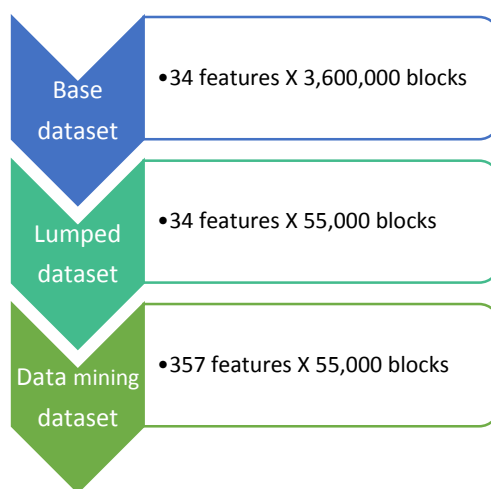 Base
dataset
•34 features X 3,600,000 blocks
Lumped
dataset
•34 features X 55,000 blocks
Data mining
dataset
•357 features X 55,000 blocks